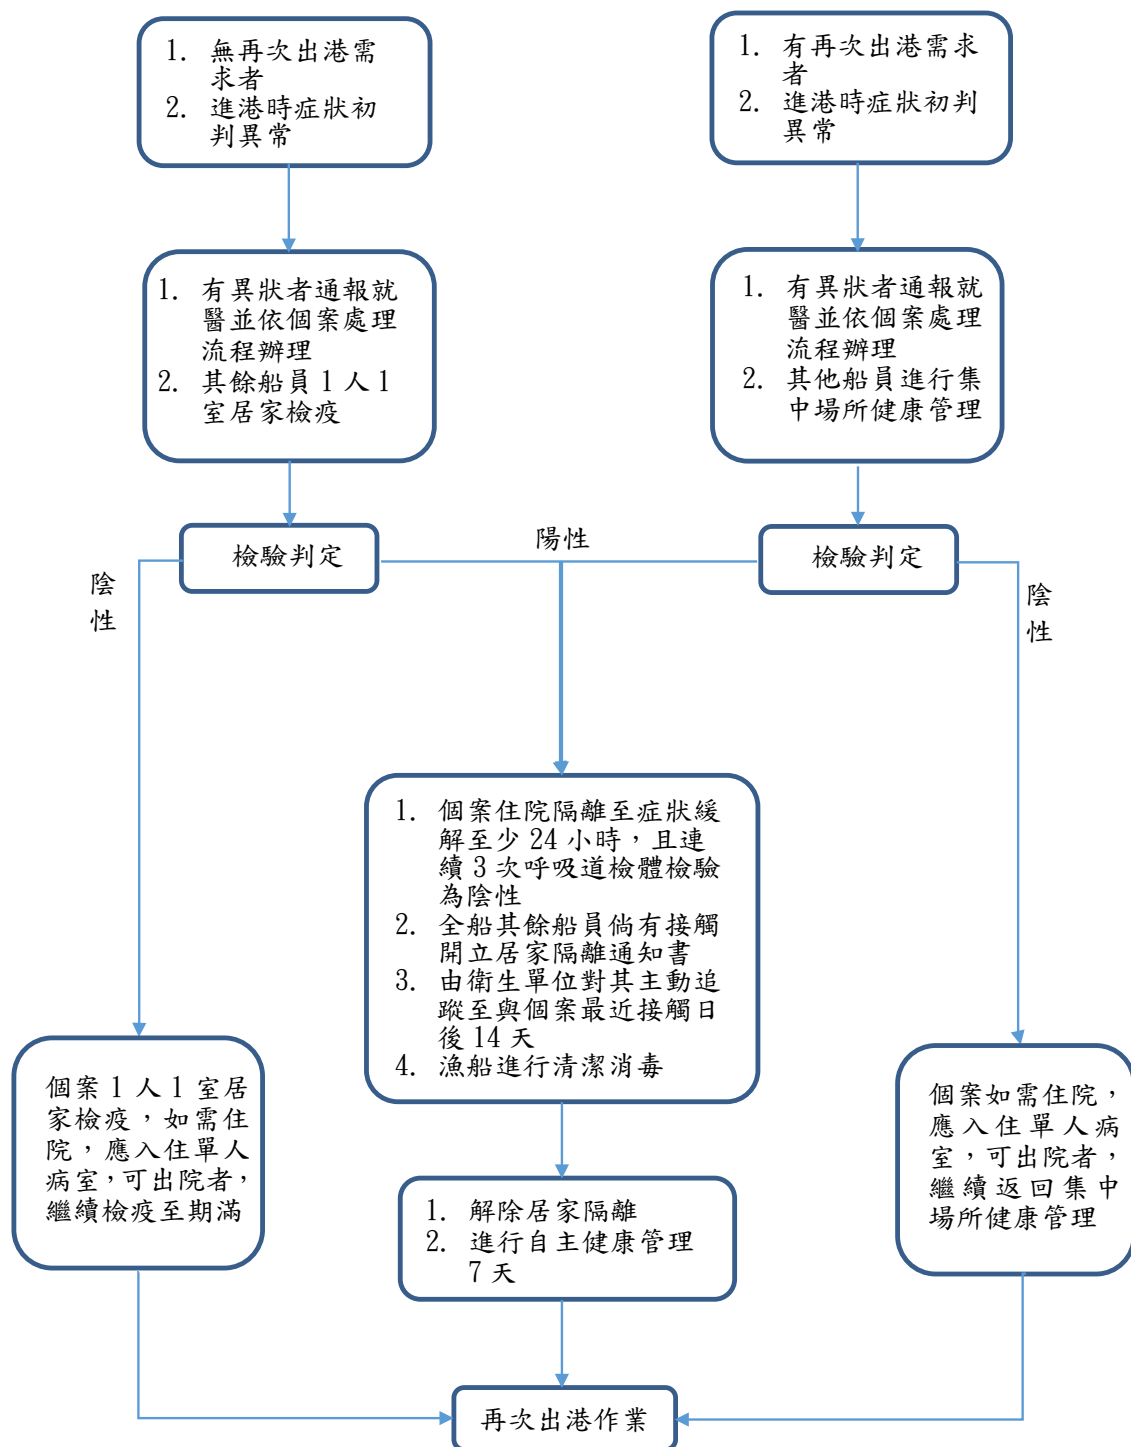 1. 無再次出港需
求者
2. 進港時症狀初
判異常
1. 有再次出港需求
者
2. 進港時症狀初判
異常
1. 有異狀者通報就
醫並依個案處理
流程辦理
2. 其餘船員 1 人 1
室居家檢疫
1. 有異狀者通報就
醫並依個案處理
流程辦理
2. 其他船員進行集
中場所健康管理
檢驗判定
陽性
檢驗判定
陰
性
陰
性
1. 個案住院隔離至症狀緩
解至少 24 小時，且連
續 3 次呼吸道檢體檢驗
為陰性
2. 全船其餘船員倘有接觸
開立居家隔離通知書
3. 由衛生單位對其主動追
蹤至與個案最近接觸日
後 14 天
4. 漁船進行清潔消毒
個案 1 人 1 室居
家檢疫，如需住
院，應入住單人
病室，可出院者，
繼續檢疫至期滿
個案如需住院，
應入住單人病
室，可出院者，
繼續返回集中
場所健康管理
1. 解除居家隔離
2. 進行自主健康管理
7 天
再次出港作業